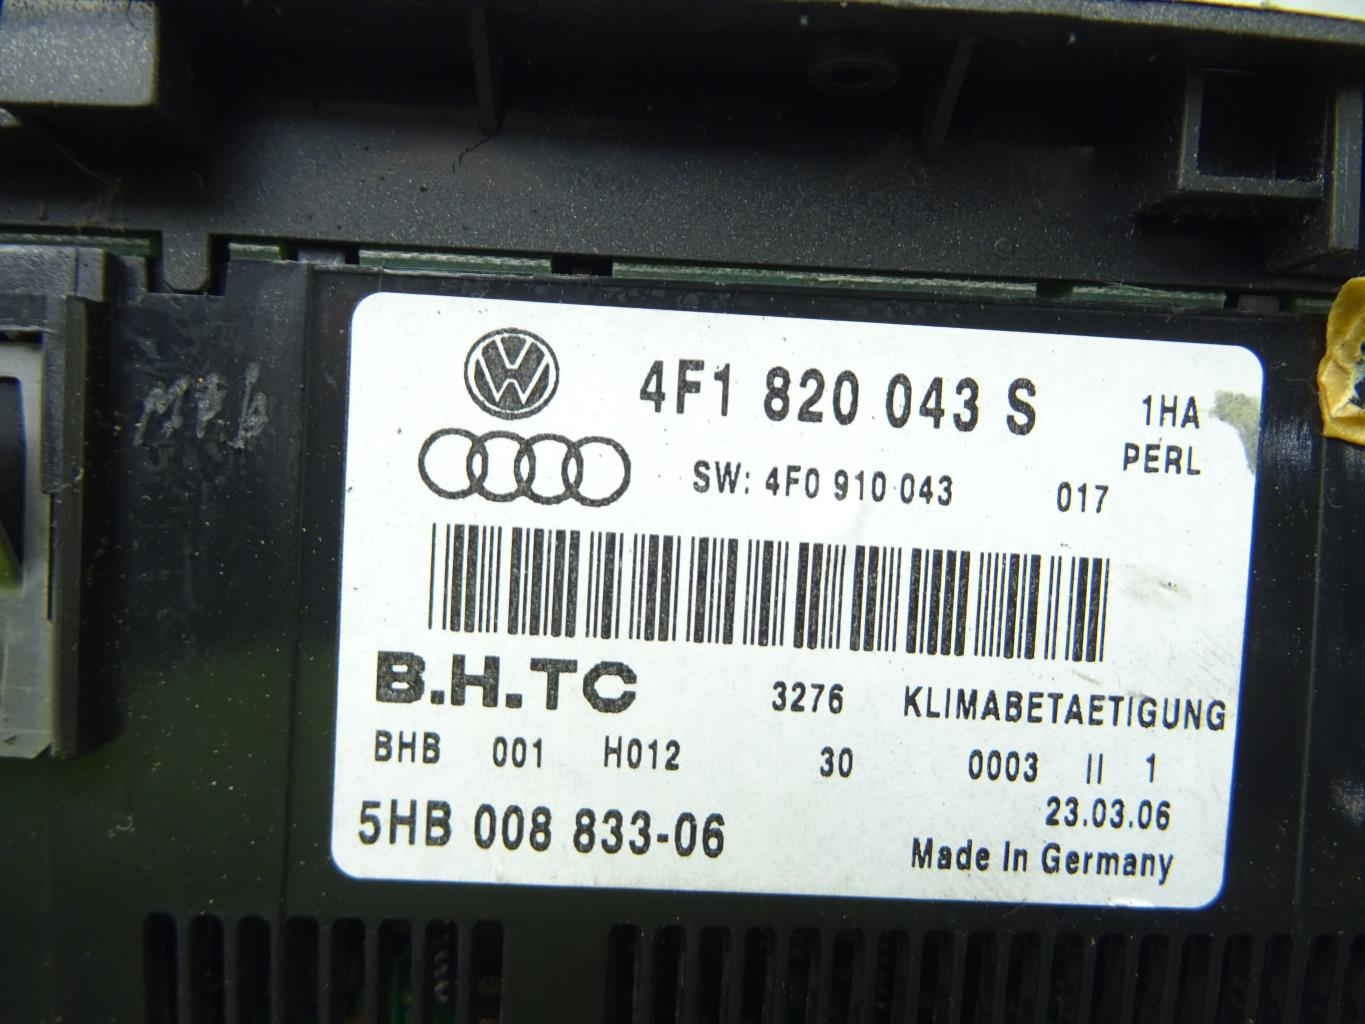 4F1 820 043 S
1HA
PERL
SW: 4F0 910 043 017
B.H.TC
3276 KLIMABETAETIGUNG
BHB 001 H012 30 0003 II 1
23.03.06
5HB 008 833-06
Made In Germany